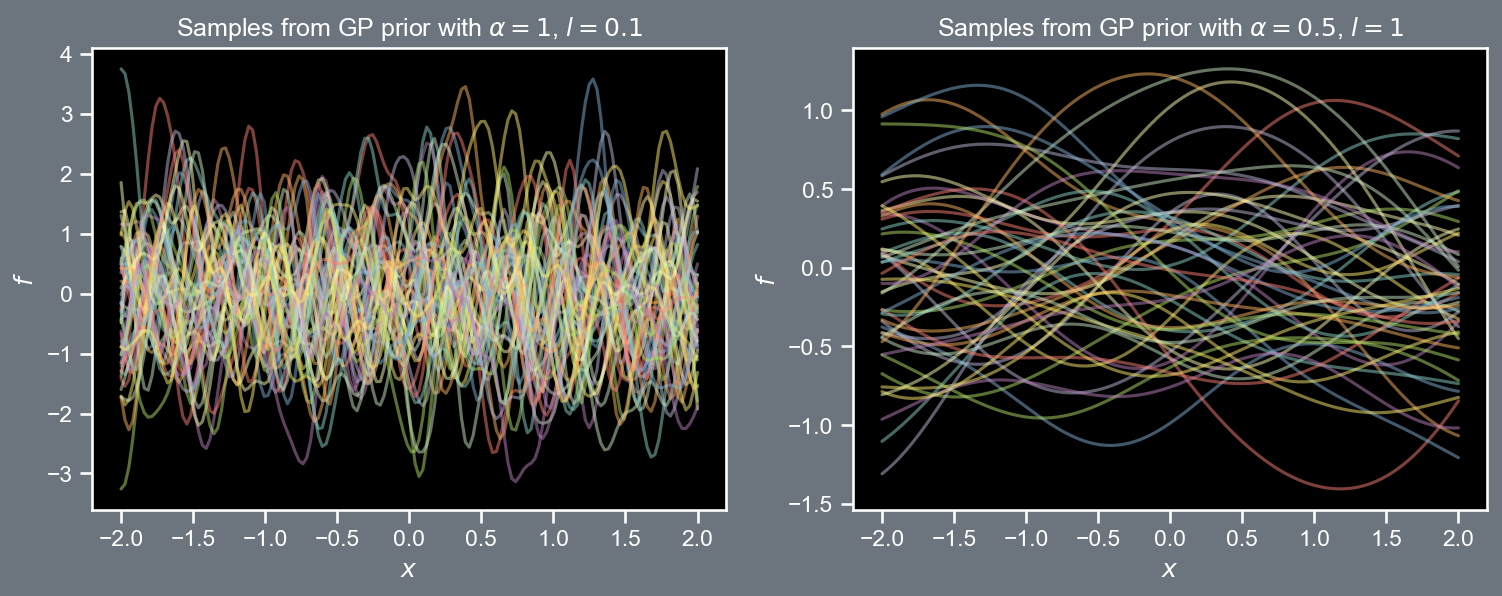 Samples from GP prior with α = 1, l = 0.1
4
3
2
1
0
−1
−2
−3
f
−2.0 −1.5 −1.0 −0.5 0.0 0.5 1.0 1.5 2.0
x
Samples from GP prior with α = 0.5, l = 1
1.0
0.5
0.0
−0.5
−1.0
−1.5
f
−2.0 −1.5 −1.0 −0.5 0.0 0.5 1.0 1.5 2.0
x